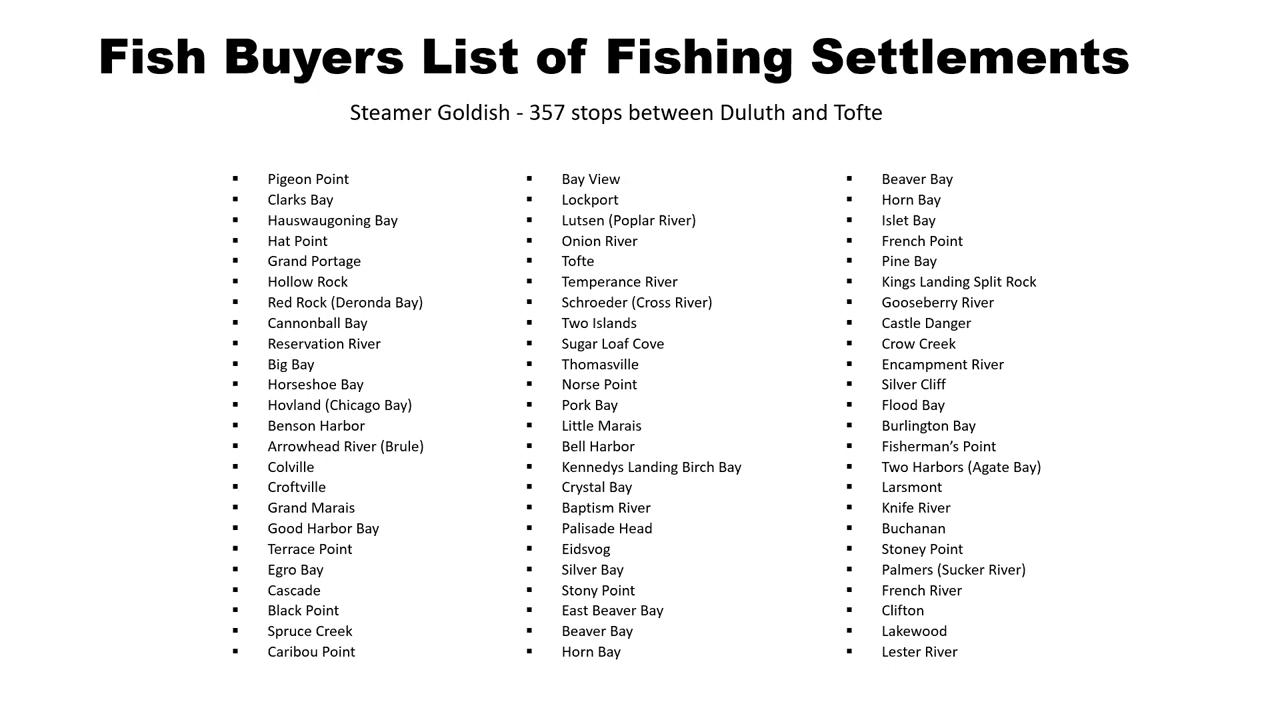 Fish Buyers List of Fishing Settlements
Steamer Goldish - 357 stops between Duluth and Tofte
▪ Pigeon Point
▪ Clarks Bay
▪ Hauswaugoning Bay
▪ Hat Point
▪ Grand Portage
▪ Hollow Rock
▪ Red Rock (Deronda Bay)
▪ Cannonball Bay
▪ Reservation River
▪ Big Bay
▪ Horseshoe Bay
▪ Hovland (Chicago Bay)
▪ Benson Harbor
▪ Arrowhead River (Brule)
▪ Colville
▪ Croftville
▪ Grand Marais
▪ Good Harbor Bay
▪ Terrace Point
▪ Egro Bay
▪ Cascade
▪ Black Point
▪ Spruce Creek
▪ Caribou Point
▪ Bay View
▪ Lockport
▪ Lutsen (Poplar River)
▪ Onion River
▪ Tofte
▪ Temperance River
▪ Schroeder (Cross River)
▪ Two Islands
▪ Sugar Loaf Cove
▪ Thomasville
▪ Norse Point
▪ Pork Bay
▪ Little Marais
▪ Bell Harbor
▪ Kennedys Landing Birch Bay
▪ Crystal Bay
▪ Baptism River
▪ Palisade Head
▪ Eidsvog
▪ Silver Bay
▪ Stony Point
▪ East Beaver Bay
▪ Beaver Bay
▪ Horn Bay
▪ Beaver Bay
▪ Horn Bay
▪ Islet Bay
▪ French Point
▪ Pine Bay
▪ Kings Landing Split Rock
▪ Gooseberry River
▪ Castle Danger
▪ Crow Creek
▪ Encampment River
▪ Silver Cliff
▪ Flood Bay
▪ Burlington Bay
▪ Fisherman’s Point
▪ Two Harbors (Agate Bay)
▪ Larsmont
▪ Knife River
▪ Buchanan
▪ Stoney Point
▪ Palmers (Sucker River)
▪ French River
▪ Clifton
▪ Lakewood
▪ Lester River